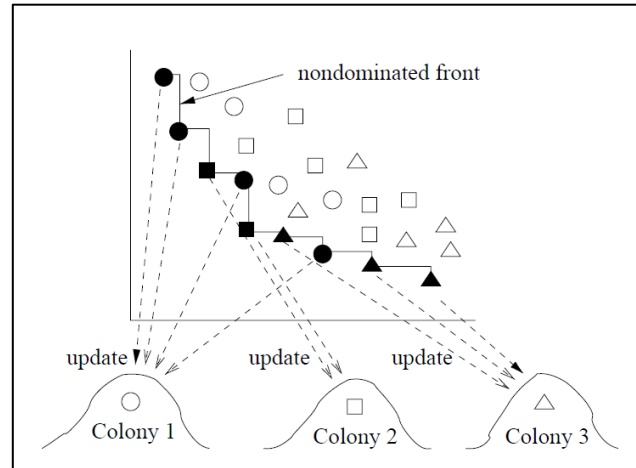 nondominated front
update
update
update
Colony 1
Colony 2
Colony 3